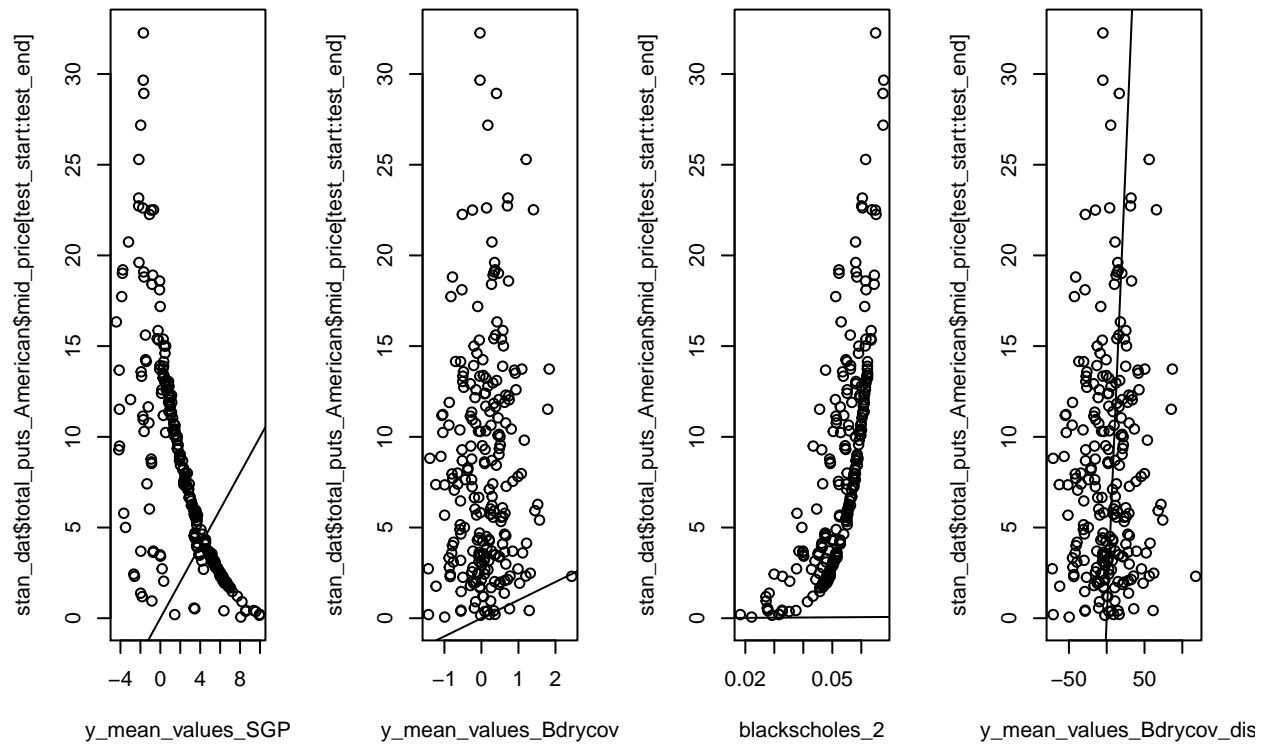 stan_dat$total_puts_American$mid_price[test_start:test_end]
0 5 10 15 20 25 30
−4 0 4 8
y_mean_values_SGP
stan_dat$total_puts_American$mid_price[test_start:test_end]
0 5 10 15 20 25 30
−1 0 1 2
y_mean_values_Bdrycov
stan_dat$total_puts_American$mid_price[test_start:test_end]
0 5 10 15 20 25 30
0.02 0.05
blackscholes_2
stan_dat$total_puts_American$mid_price[test_start:test_end]
0 5 10 15 20 25 30
−50 50
y_mean_values_Bdrycov_dis